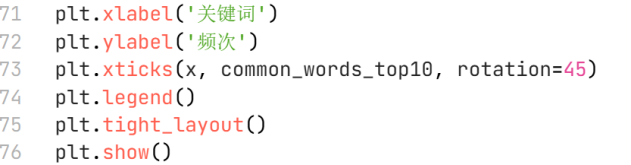 71 plt.xlabel('关键词')
72 plt.ylabel('频次')
73 plt.xticks(x, common_words_top10, rotation=45)
74 plt.legend()
75 plt.tight_layout()
76 plt.show()